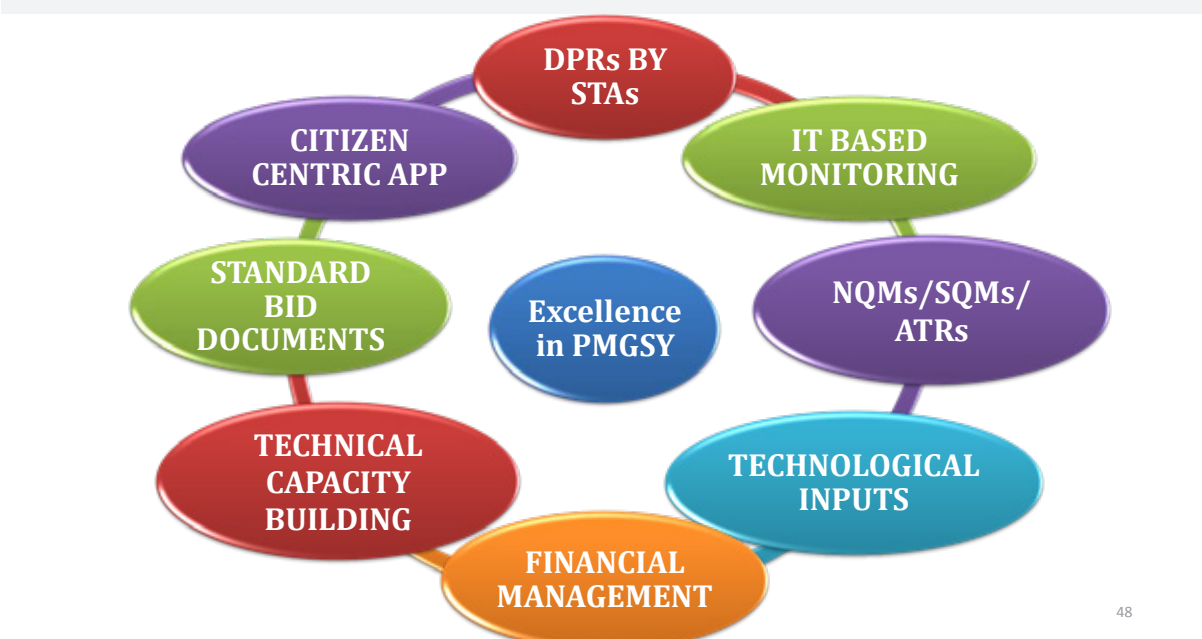 DPRs BY
STAs
CITIZEN
CENTRIC APP
IT BASED
MONITORING
STANDARD
BID
DOCUMENTS
Excellence
in PMGSY
NQMs/SQMs/
ATRs
TECHNICAL
CAPACITY
BUILDING
TECHNOLOGICAL
INPUTS
FINANCIAL
MANAGEMENT
48